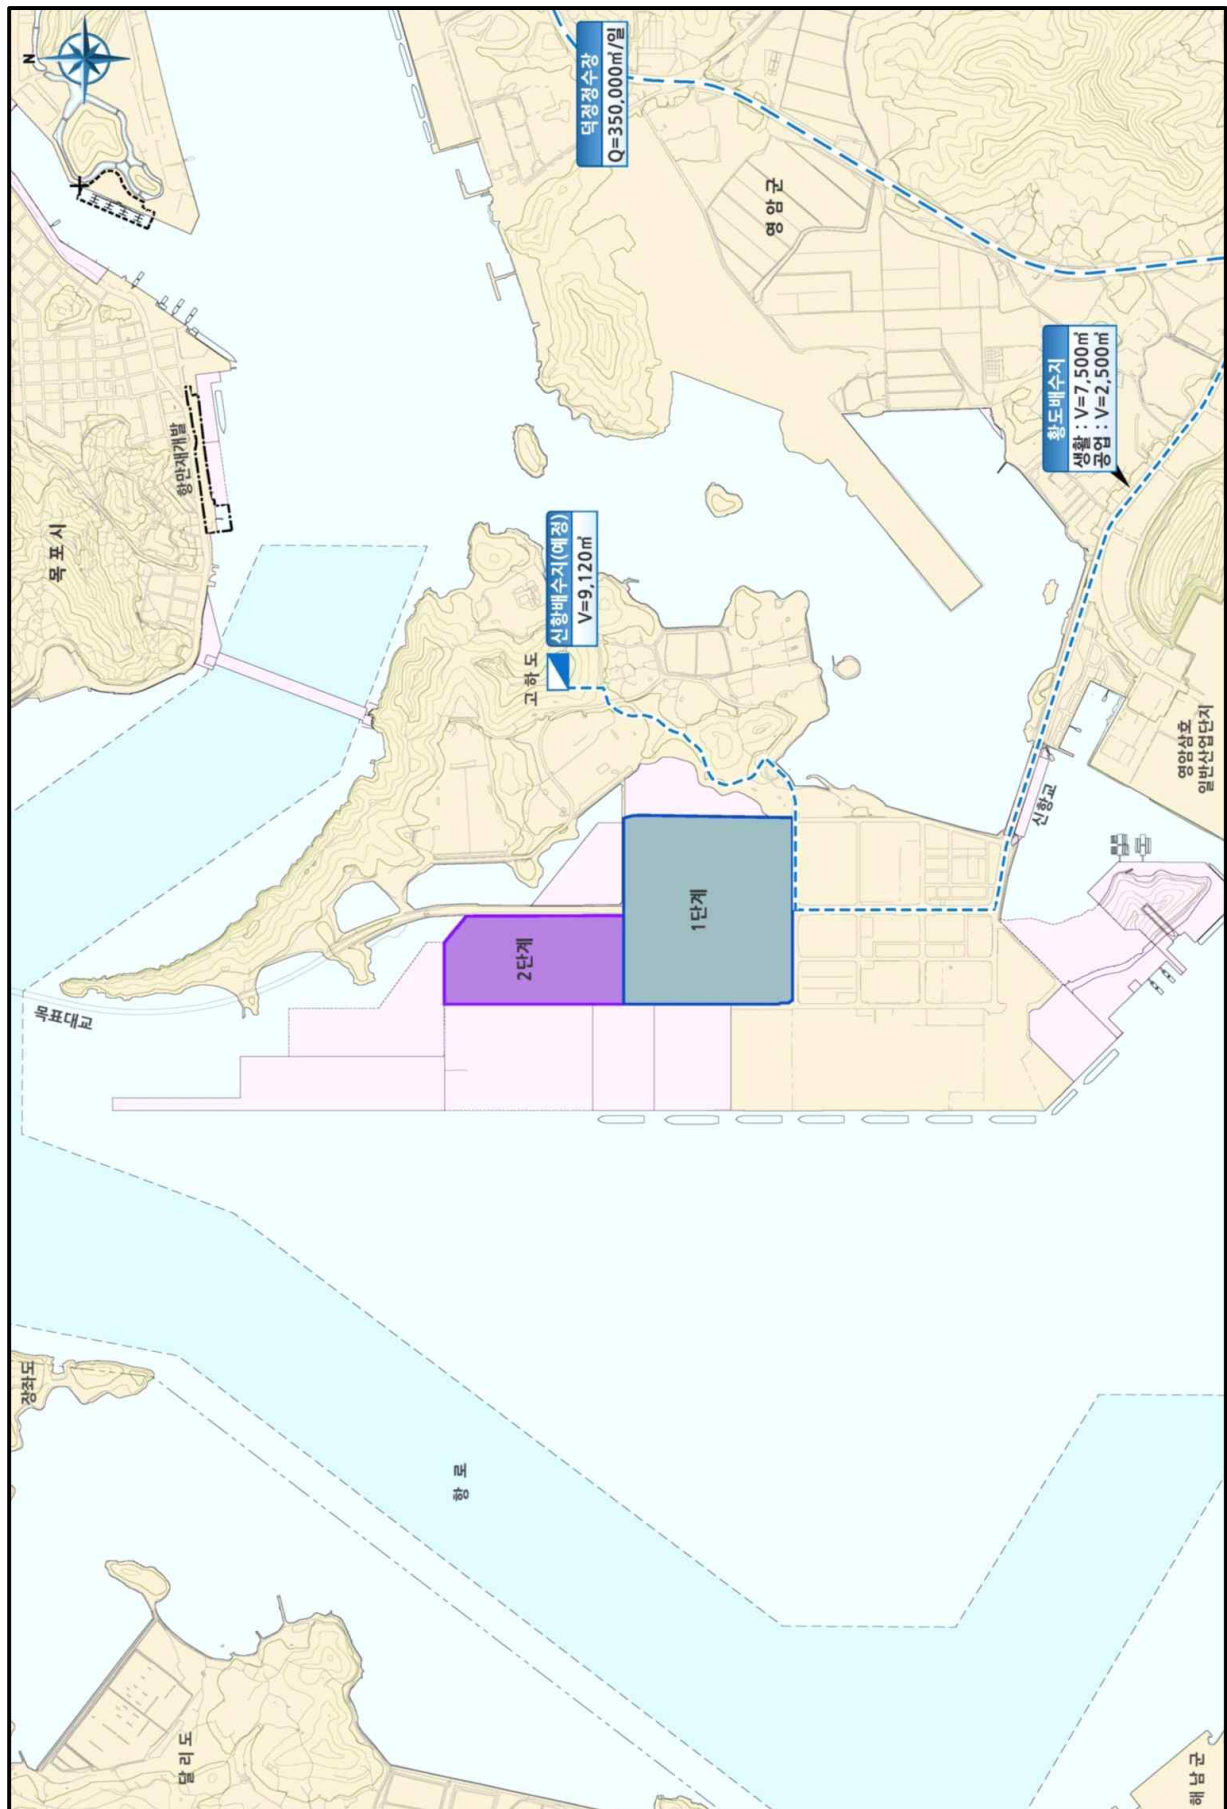 N
장좌도
목표대교
목포시
달리도
항만재개발
항로
2단계
고하도
신항배수지(예정)
V=9,120㎥
덕정정수장
Q=350,000㎥/일
1단계
영암군
신항교
황도배수지
생활 : V=7,500㎥
공업 : V=2,500㎥
영암삼호
일반산업단지
해남군